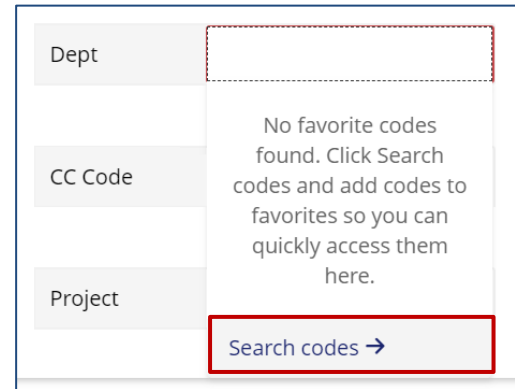 Dept
No favorite codes
found. Click Search
CC Code
codes and add codes to
favorites so you can
quickly access them
here.
Project
Search codes →